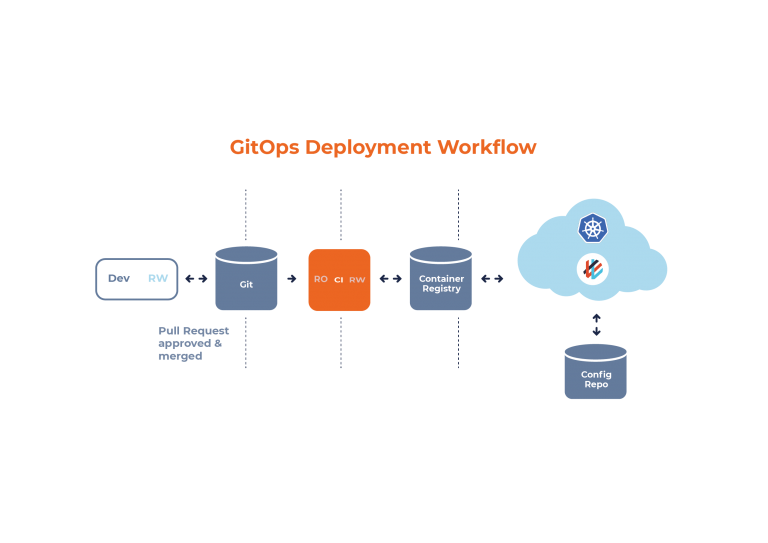 GitOps Deployment Workflow
Dev RW
Git
RO CI RW
Container
Registry
Pull Request
approved &
merged
Config
Repo